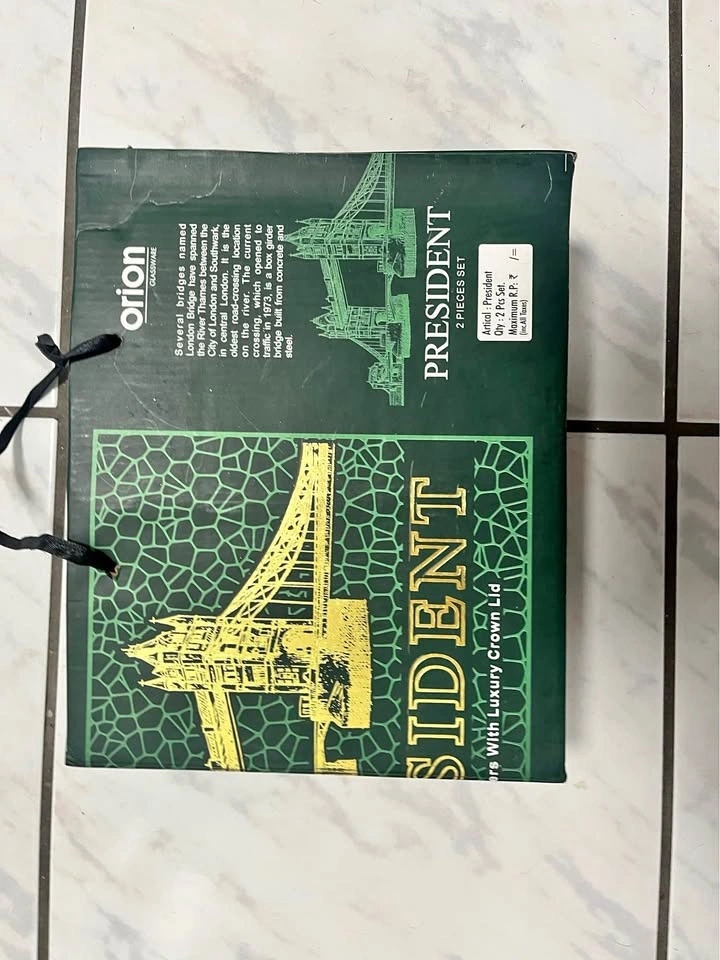 orion
GLASSWARE
Several bridges named
London Bridge have spanned
the River Thames between the
City of London and Southwark,
in central London. It is the
oldest road-crossing location
on the river. The current
crossing, which opened to
traffic in 1973, is a box girder
bridge built from concrete and
steel.
PRESIDENT
2 PIECES SET
Artical : President
Qty : 2 Pcs Set.
Maximum R.P. ₹ /=
(inc.All Taxes)
SIDENT
ers With Luxury Crown Lid